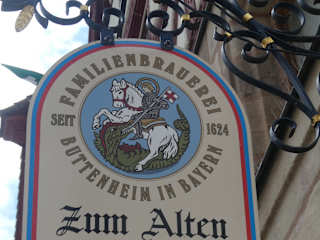 FAMILIENBRAUEREI
SEIT 1624
BUTTENHEIM IN BAYERN
Zum Alten